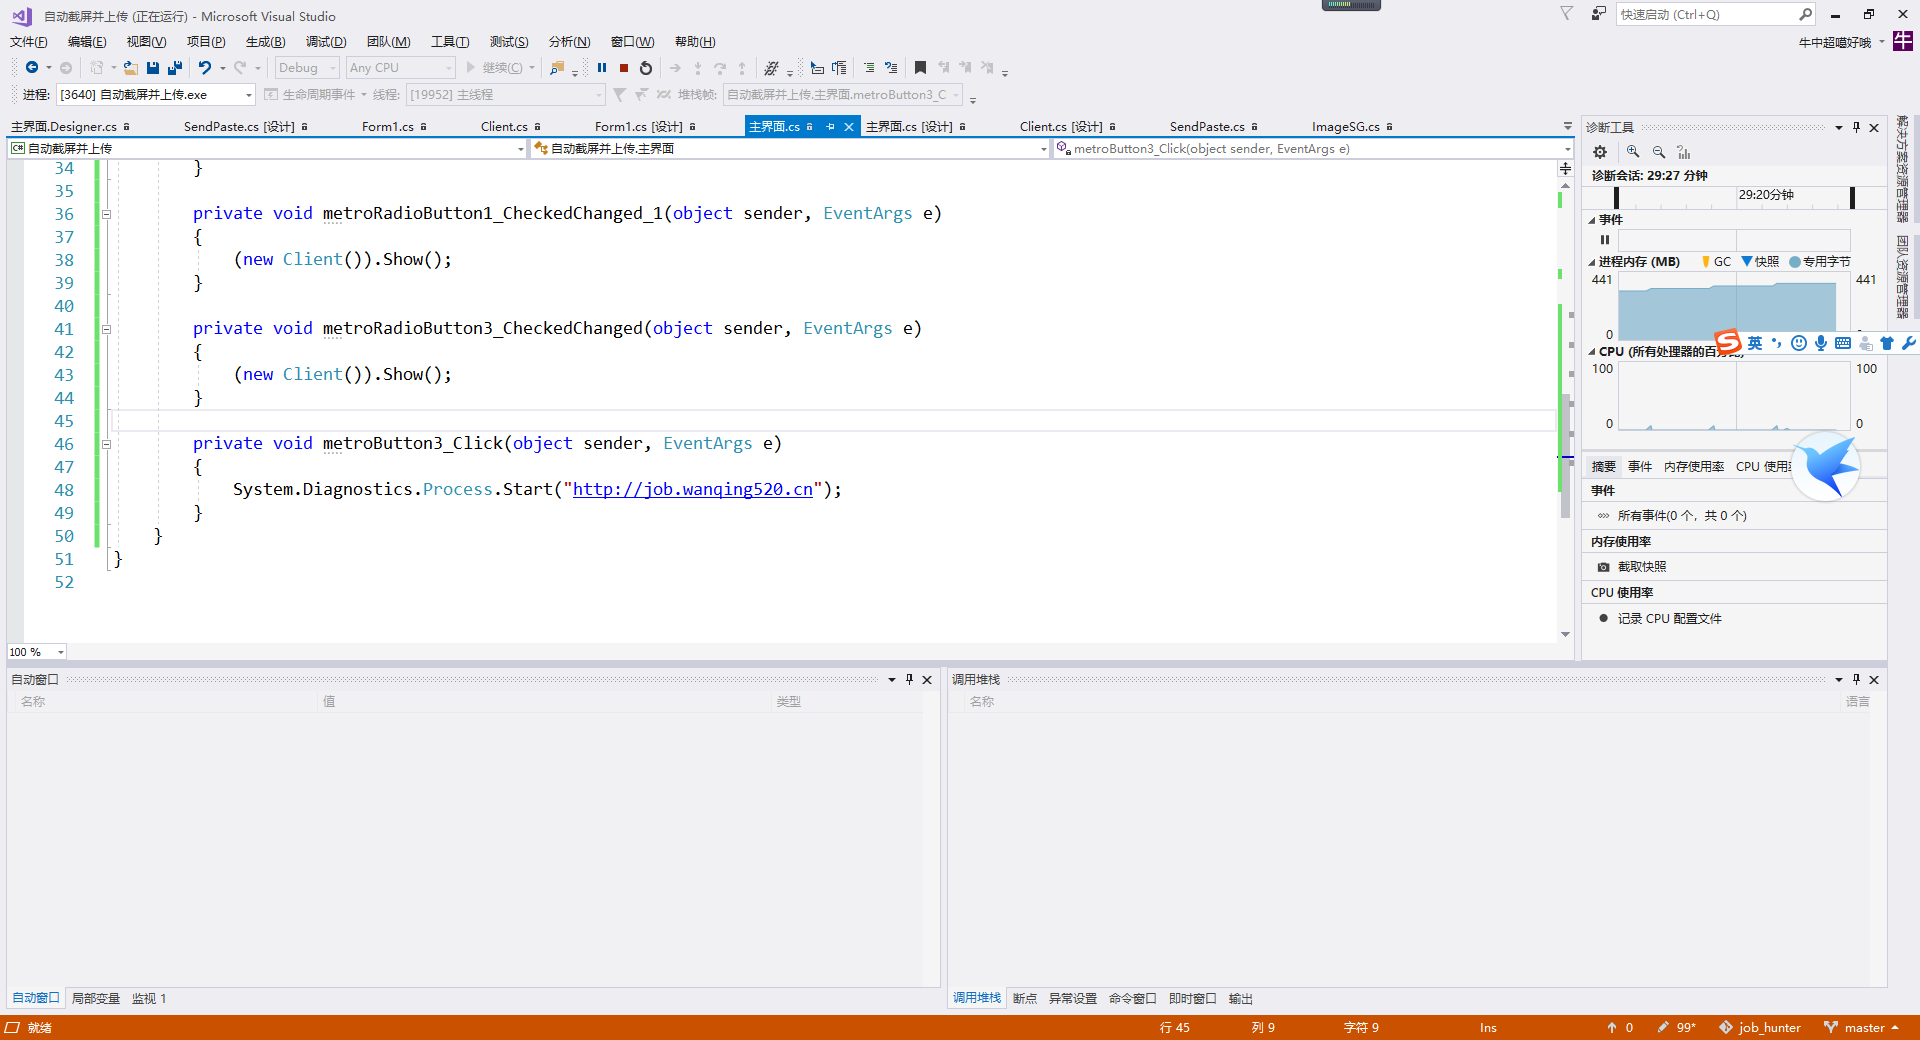 自动截屏并上传 (正在运行) - Microsoft Visual Studio
快速启动 (Ctrl+Q)
文件(F) 编辑(E) 视图(V) 项目(P) 生成(B) 调试(D) 团队(M) 工具(T) 测试(S) 分析(N) 窗口(W) 帮助(H)
牛中超噶好哦 牛
Debug Any CPU 继续(C)
进程: [3640] 自动截屏并上传.exe 生命周期事件 线程: [19952] 主线程 堆栈帧: 自动截屏并上传.主界面.metroButton3_C
主界面.Designer.cs SendPaste.cs [设计] Form1.cs Client.cs Form1.cs [设计] 主界面.cs 主界面.cs [设计] Client.cs [设计] SendPaste.cs ImageSG.cs
C# 自动截屏并上传 自动截屏并上传.主界面 metroButton3_Click(object sender, EventArgs e)
34 }
35
36 private void metroRadioButton1_CheckedChanged_1(object sender, EventArgs e)
37 {
38 (new Client()).Show();
39 }
40
41 private void metroRadioButton3_CheckedChanged(object sender, EventArgs e)
42 {
43 (new Client()).Show();
44 }
45
46 private void metroButton3_Click(object sender, EventArgs e)
47 {
48 System.Diagnostics.Process.Start("http://job.wanqing520.cn");
49 }
50 }
51 }
52
100 %
诊断工具
诊断会话: 29:27 分钟
29:20分钟
事件
进程内存 (MB) GC 快照 专用字节
441 441
0
CPU (所有处理器的百分
S 英
100 100
0 0
摘要 事件 内存使用率 CPU 使用
事件
所有事件(0 个，共 0 个)
内存使用率
截取快照
CPU 使用率
记录 CPU 配置文件
解决方案资源管理器
团队资源管理器
自动窗口
名称 值 类型
自动窗口 局部变量 监视 1
调用堆栈
名称 语言
调用堆栈 断点 异常设置 命令窗口 即时窗口 输出
就绪 行 45 列 9 字符 9 Ins 0 99* job_hunter master